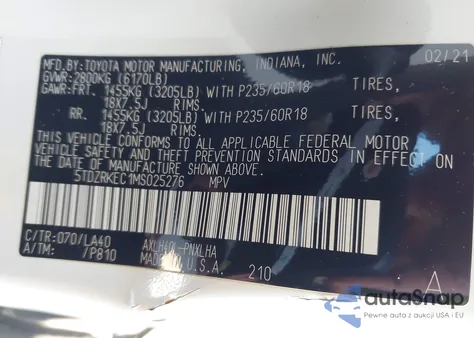 MFD.BY: TOYOTA MOTOR MANUFACTURING, INDIANA, INC. 02/21
GVWR: 2800KG (6170LB)
GAWR: FRT. 1455KG (3205LB) WITH P235/60R18 TIRES,
18X7.5J RIMS.
RR. 1455KG (3205LB) WITH P235/60R18 TIRES,
18X7.5J RIMS.
THIS VEHICLE CONFORMS TO ALL APPLICABLE FEDERAL MOTOR
VEHICLE SAFETY AND THEFT PREVENTION STANDARDS IN EFFECT ON
THE DATE OF MANUFACTURE SHOWN ABOVE.
5TDZRKEC1MS025276 MPV
C/TR: 070/LA40 AXLH40L-PNXLHA
A/TM: /P810 MADE IN U.S.A. 210 A
autoSnap
Pewne auta z aukcji USA i EU